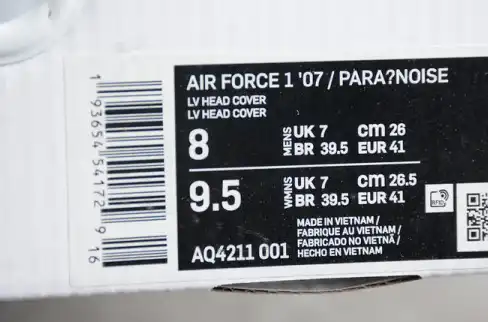 AIR FORCE 1 '07 / PARA?NOISE
LV HEAD COVER
LV HEAD COVER
8 MENS UK 7 cm 26
BR 39.5 EUR 41
9.5 WMNS UK 7 cm 26.5
BR 39.5 EUR 41
RFID
MADE IN VIETNAM /
FABRIQUE AU VIETNAM /
FABRICADO NO VIETNÃ /
HECHO EN VIETNAM
AQ4211 001
1 93654 54172 9 16